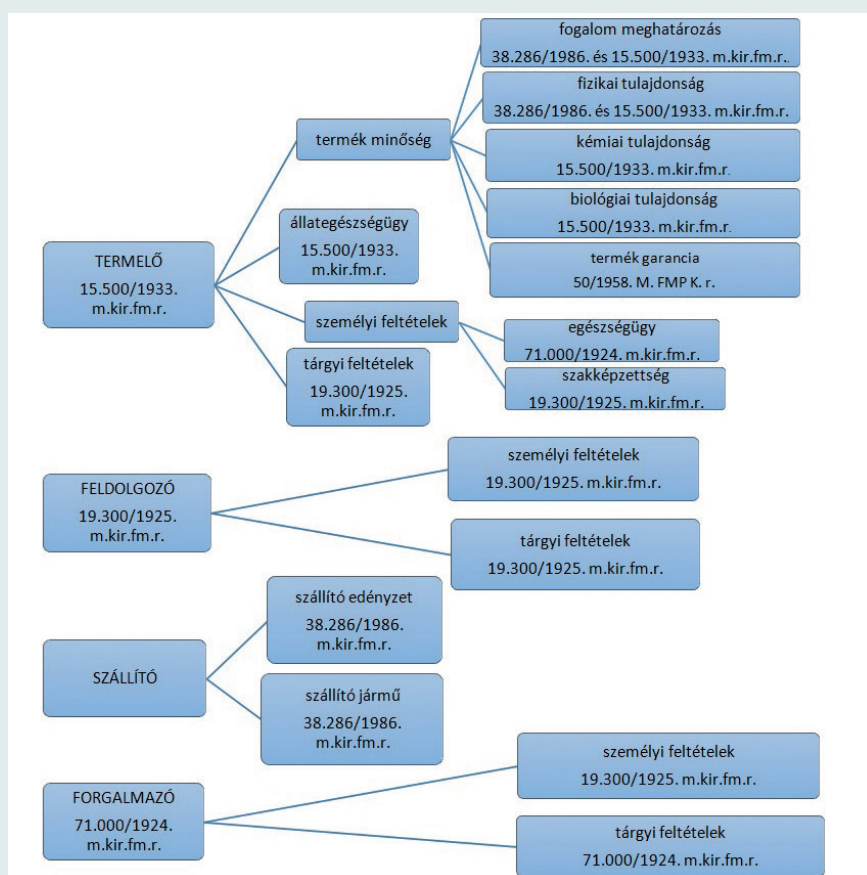 TERMELŐ
15.500/1933.
m.kir.fm.r.
termék minőség
fogalom meghatározás
38.286/1986. és 15.500/1933. m.kir.fm.r..
fizikai tulajdonság
38.286/1986. és 15.500/1933. m.kir.fm.r.
kémiai tulajdonság
15.500/1933. m.kir.fm.r.
biológiai tulajdonság
15.500/1933. m.kir.fm.r.
termék garancia
50/1958. M. FMP K. r.
állategészségügy
15.500/1933.
m.kir.fm.r.
személyi feltételek
egészségügy
71.000/1924. m.kir.fm.r.
szakképzettség
19.300/1925. m.kir.fm.r.
tárgyi feltételek
19.300/1925.
m.kir.fm.r.
FELDOLGOZÓ
19.300/1925.
m.kir.fm.r.
személyi feltételek
19.300/1925. m.kir.fm.r.
tárgyi feltételek
19.300/1925. m.kir.fm.r.
SZÁLLÍTÓ
szállító edényzet
38.286/1986.
m.kir.fm.r.
szállító jármű
38.286/1986.
m.kir.fm.r.
FORGALMAZÓ
71.000/1924.
m.kir.fm.r.
személyi feltételek
19.300/1925. m.kir.fm.r.
tárgyi feltételek
71.000/1924. m.kir.fm.r.